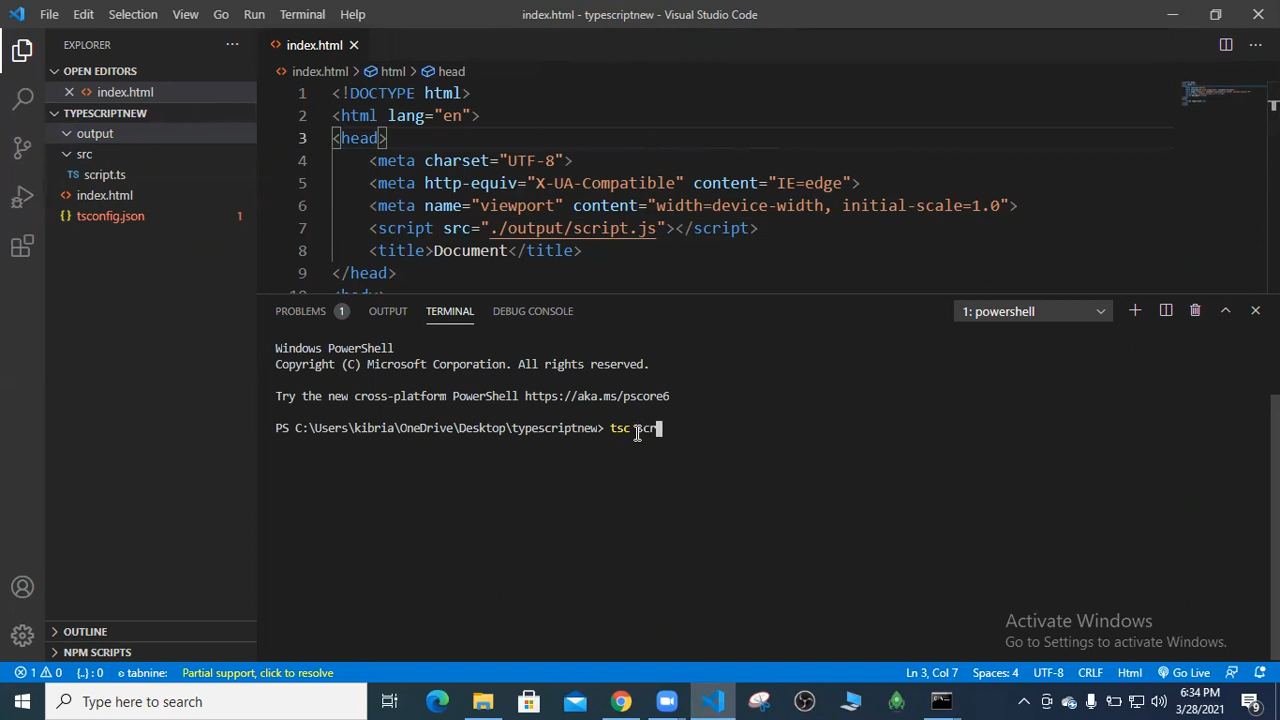 File Edit Selection View Go Run Terminal Help
index.html - typescriptnew - Visual Studio Code
EXPLORER
OPEN EDITORS
index.html
TYPESCRIPTNEW
output
src
TS script.ts
index.html
tsconfig.json 1
OUTLINE
NPM SCRIPTS
index.html
index.html html head
1 <!DOCTYPE html>
2 <html lang="en">
3 <head>
4 <meta charset="UTF-8">
5 <meta http-equiv="X-UA-Compatible" content="IE=edge">
6 <meta name="viewport" content="width=device-width, initial-scale=1.0">
7 <script src="./output/script.js"></script>
8 <title>Document</title>
9 </head>
10 <body>
PROBLEMS 1 OUTPUT TERMINAL DEBUG CONSOLE
1: powershell
Windows PowerShell
Copyright (C) Microsoft Corporation. All rights reserved.
Try the new cross-platform PowerShell https://aka.ms/pscore6
PS C:\Users\kibria\OneDrive\Desktop\typescriptnew> tsc scr
Activate Windows
Go to Settings to activate Windows.
1 0 {..} : 0 tabnine: Partial support, click to resolve
Ln 3, Col 7 Spaces: 4 UTF-8 CRLF Html Go Live
Type here to search
6:34 PM
3/28/2021
9